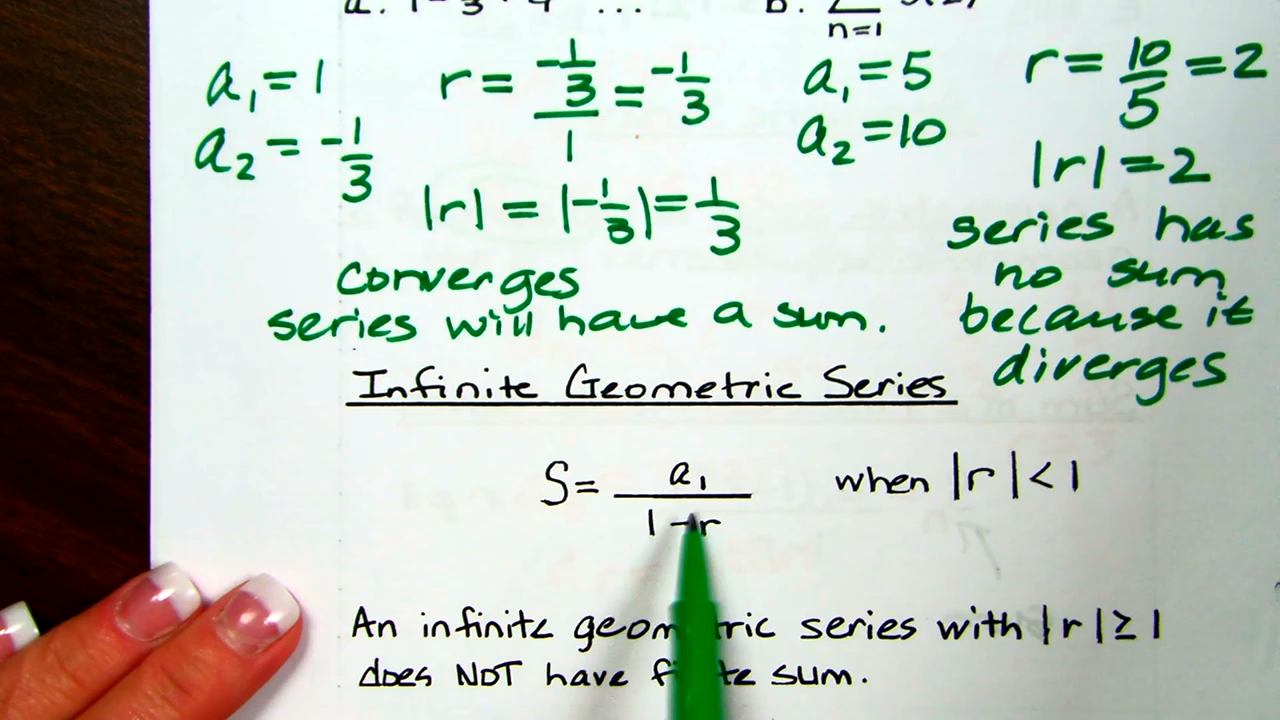 n=1
a₁ = 1
a₂ = -1/3
r = (-1/3)/1 = -1/3
|r| = |-1/3| = 1/3
converges
series will have a sum.
a₁ = 5
a₂ = 10
r = 10/5 = 2
|r| = 2
series has
no sum
because it
diverges
Infinite Geometric Series
S = a₁/(1-r) when |r| < 1
An infinite geometric series with |r| ≥ 1
does NOT have finite sum.